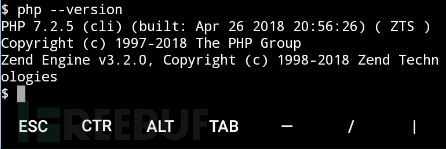 $ php --version
PHP 7.2.5 (cli) (built: Apr 26 2018 20:56:26) ( ZTS )
Copyright (c) 1997-2018 The PHP Group
Zend Engine v3.2.0, Copyright (c) 1998-2018 Zend Techn
ologies
$
REEBUF
ESC CTR ALT TAB — / |